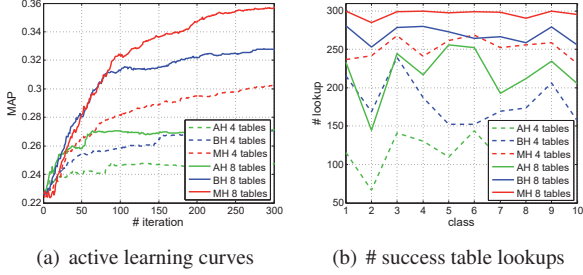 0.36
0.34
0.32
0.3
0.28
0.26
0.24
0.22
MAP
AH 4 tables
BH 4 tables
MH 4 tables
AH 8 tables
BH 8 tables
MH 8 tables
0 50 100 150 200 250 300
# iteration
(a) active learning curves
300
250
200
150
100
50
# lookup
AH 4 tables
BH 4 tables
MH 4 tables
AH 8 tables
BH 8 tables
MH 8 tables
1 2 3 4 5 6 7 8 9 10
class
(b) # success table lookups